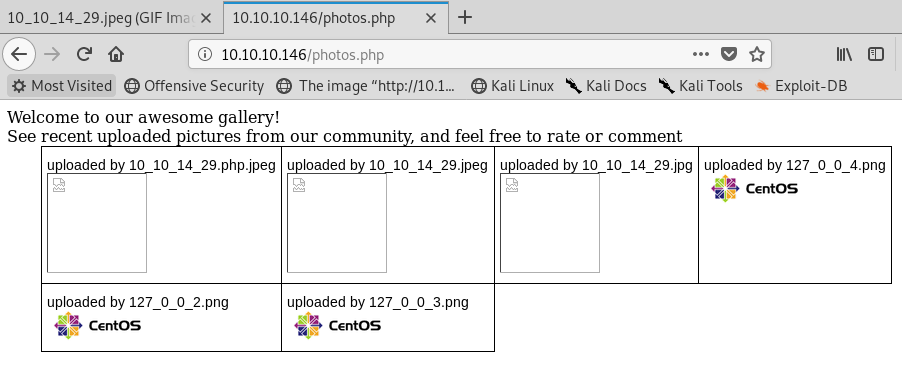 10_10_14_29.jpeg (GIF Ima
10.10.10.146/photos.php
10.10.10.146/photos.php
Most Visited
Offensive Security
The image “http://10.1...
Kali Linux
Kali Docs
Kali Tools
Exploit-DB
Welcome to our awesome gallery!
See recent uploaded pictures from our community, and feel free to rate or comment
uploaded by 10_10_14_29.php.jpeg
uploaded by 10_10_14_29.jpeg
uploaded by 10_10_14_29.jpg
uploaded by 127_0_0_4.png
CentOS
uploaded by 127_0_0_2.png
CentOS
uploaded by 127_0_0_3.png
CentOS